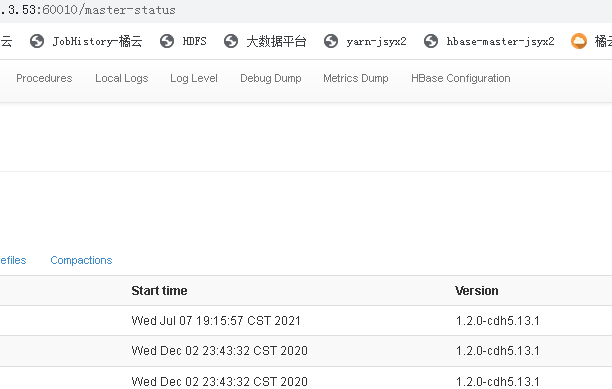 .3.53:60010/master-status
云 JobHistory-橘云 HDFS 大数据平台 yarn-jsyx2 hbase-master-jsyx2 橘云
Procedures Local Logs Log Level Debug Dump Metrics Dump HBase Configuration
efiles Compactions
Start time Version
Wed Jul 07 19:15:57 CST 2021 1.2.0-cdh5.13.1
Wed Dec 02 23:43:32 CST 2020 1.2.0-cdh5.13.1
Wed Dec 02 23:43:32 CST 2020 1.2.0-cdh5.13.1